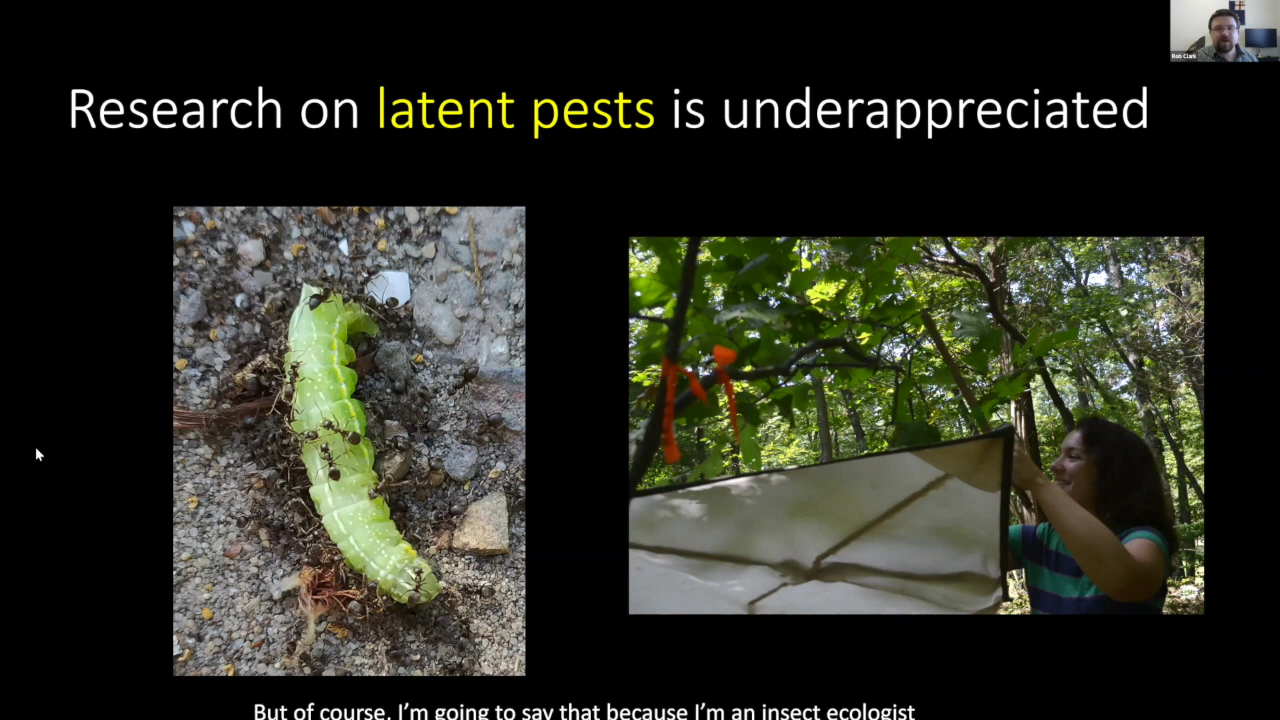 Rob Clark
Research on latent pests is underappreciated
But of course, I'm going to say that because I'm an insect ecologist